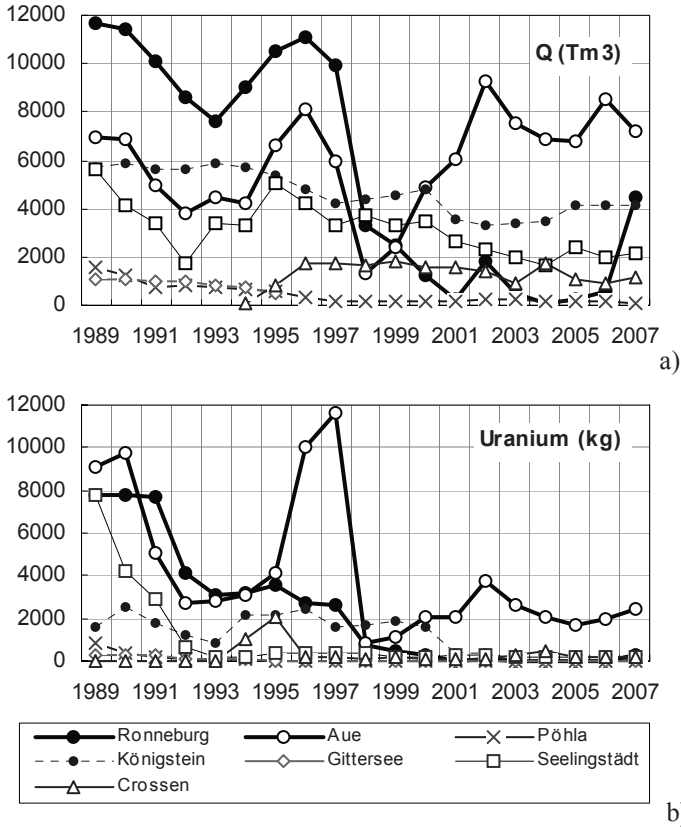 12000
Q (Tm3)
10000
8000
6000
4000
2000
0
1989 1991 1993 1995 1997 1999 2001 2003 2005 2007
a)
12000
Uranium (kg)
10000
8000
6000
4000
2000
0
1989 1991 1993 1995 1997 1999 2001 2003 2005 2007
Ronneburg Aue Pöhla
Königstein Gittersee Seelingstädt
Crossen
b)